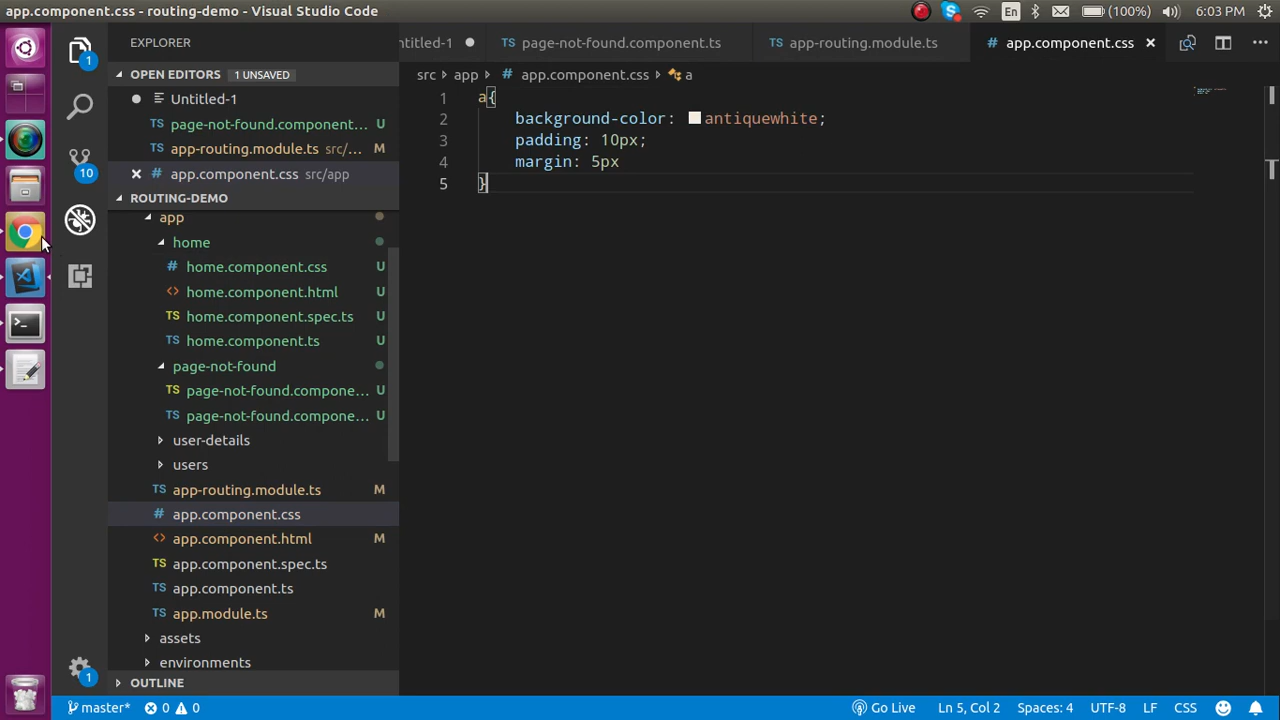 app.component.css - routing-demo - Visual Studio Code
En
(100%)
6:03 PM
EXPLORER
1
OPEN EDITORS 1 UNSAVED
Untitled-1
page-not-found.component...
app-routing.module.ts src/... M
app.component.css src/app
10
ROUTING-DEMO
app
home
home.component.css U
home.component.html U
home.component.spec.ts U
home.component.ts U
page-not-found
page-not-found.compone... U
page-not-found.compone... U
user-details
users
app-routing.module.ts M
app.component.css
app.component.html M
app.component.spec.ts
app.component.ts
app.module.ts M
assets
environments
OUTLINE
1
ntitled-1
page-not-found.component.ts
app-routing.module.ts
app.component.css
src app app.component.css a
1 a{
2 background-color: antiquewhite;
3 padding: 10px;
4 margin: 5px
5 }
master* 0 0
Go Live
Ln 5, Col 2
Spaces: 4
UTF-8
LF
CSS